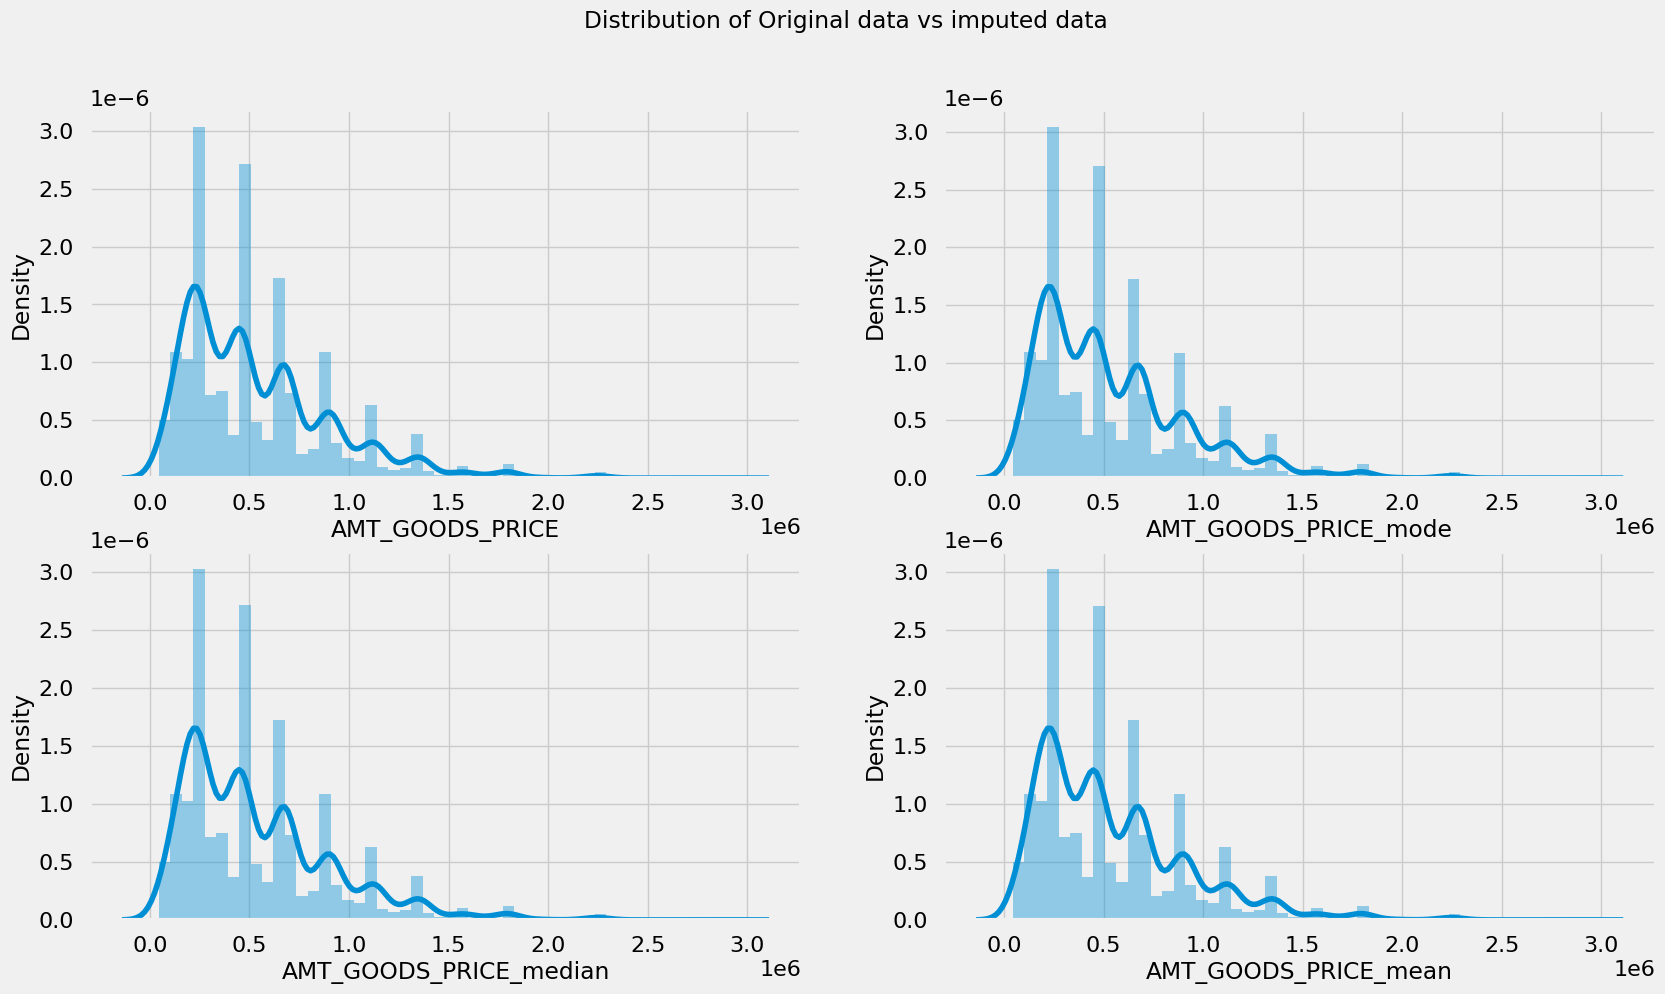 Distribution of Original data vs imputed data
1e−6
3.0
2.5
2.0
1.5
1.0
0.5
0.0
Density
0.0 0.5 1.0 1.5 2.0 2.5 3.0
1e6
AMT_GOODS_PRICE
1e−6
3.0
2.5
2.0
1.5
1.0
0.5
0.0
Density
0.0 0.5 1.0 1.5 2.0 2.5 3.0
1e6
AMT_GOODS_PRICE_mode
1e−6
3.0
2.5
2.0
1.5
1.0
0.5
0.0
Density
0.0 0.5 1.0 1.5 2.0 2.5 3.0
1e6
AMT_GOODS_PRICE_median
1e−6
3.0
2.5
2.0
1.5
1.0
0.5
0.0
Density
0.0 0.5 1.0 1.5 2.0 2.5 3.0
1e6
AMT_GOODS_PRICE_mean